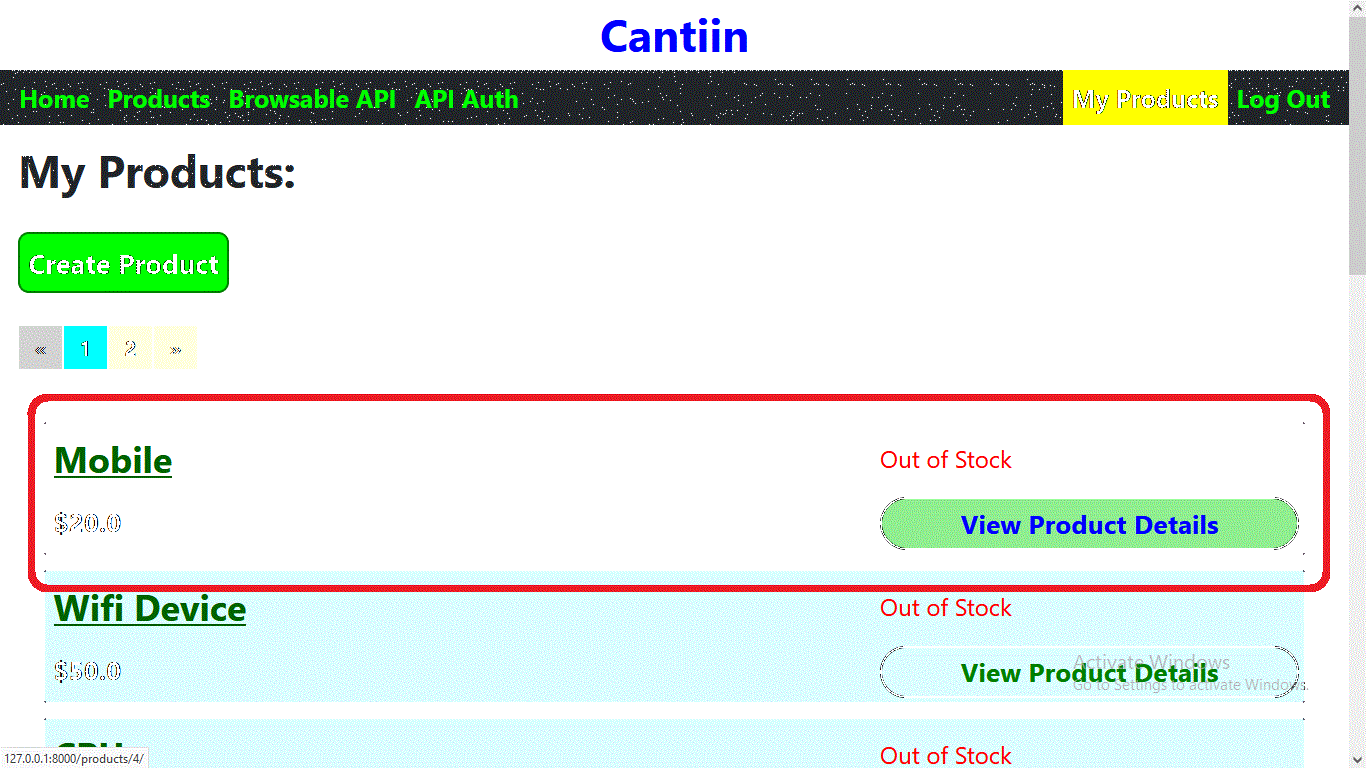 Cantiin
Home Products Browsable API API Auth My Products Log Out
My Products:
Create Product
« 1 2 »
Mobile
Out of Stock
$20.0
View Product Details
Wifi Device
Out of Stock
$50.0
View Product Details
Activate Windows
Go to Settings to activate Windows.
Out of Stock
127.0.0.1:8000/products/4/